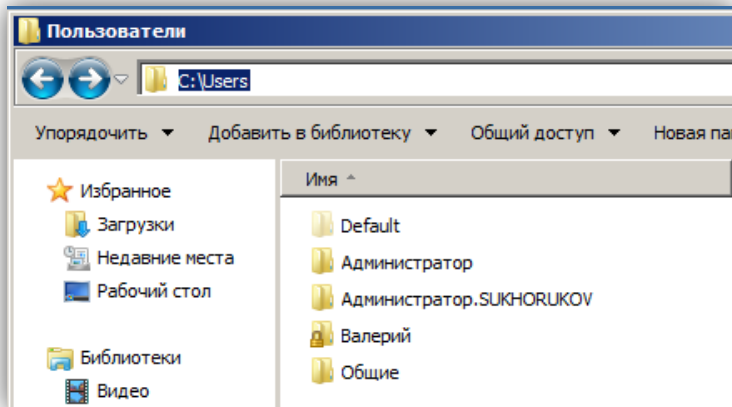 Пользователи
C:\Users
Упорядочить Добавить в библиотеку Общий доступ Новая па
Избранное
Загрузки
Недавние места
Рабочий стол
Библиотеки
Видео
Имя
Default
Администратор
Администратор.SUKHORUKOV
Валерий
Общие